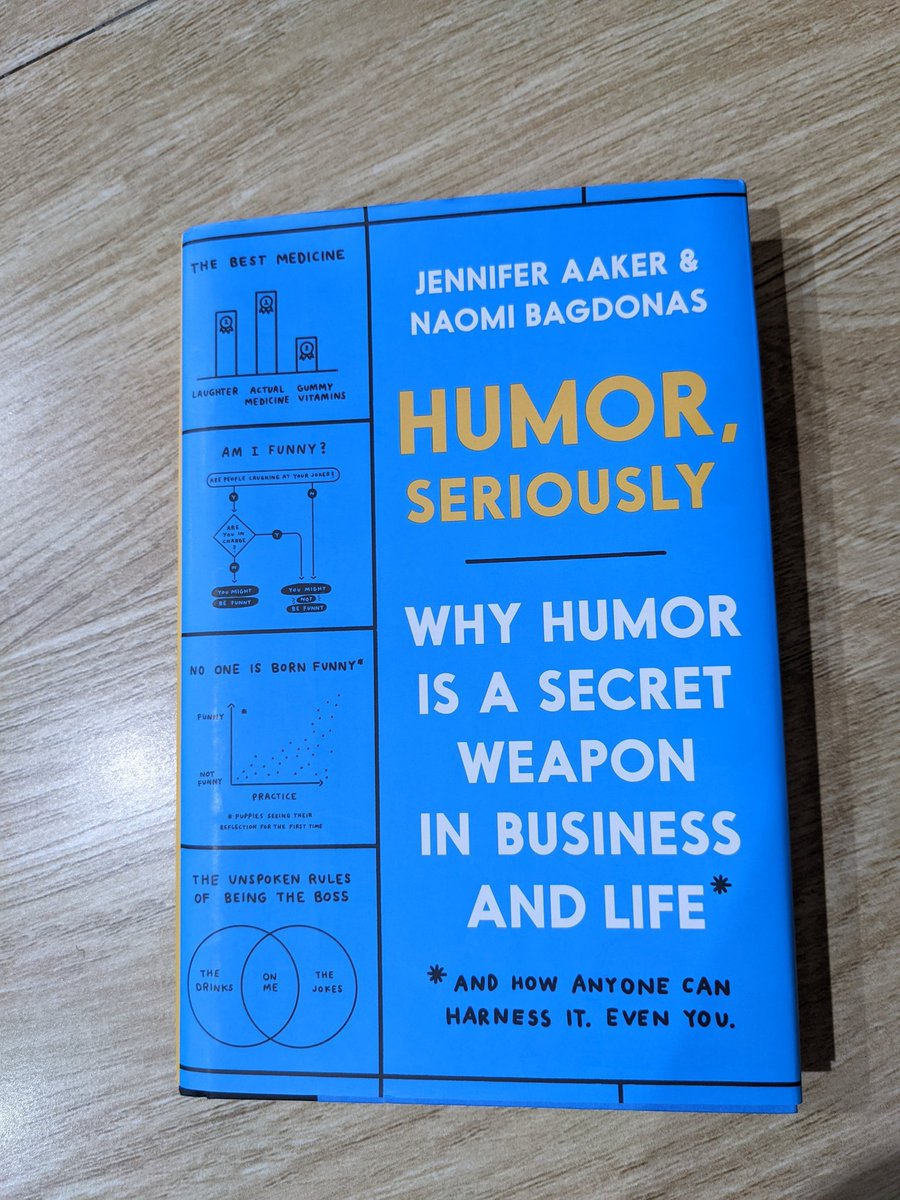 THE BEST MEDICINE
1
2
3
LAUGHTER
ACTUAL
MEDICINE
GUMMY
VITAMINS
AM I FUNNY?
ARE PEOPLE LAUGHING AT YOUR JOKES?
Y
N
ARE
YOU IN
CHARGE
?
Y
N
YOU MIGHT
BE FUNNY
YOU MIGHT
NOT
BE FUNNY
NO ONE IS BORN FUNNY*
FUNNY
*
NOT
FUNNY
PRACTICE
* PUPPIES SEEING THEIR
REFLECTION FOR THE FIRST TIME
THE UNSPOKEN RULES
OF BEING THE BOSS
THE
DRINKS
ON
ME
THE
JOKES
JENNIFER AAKER &
NAOMI BAGDONAS
HUMOR,
SERIOUSLY
WHY HUMOR
IS A SECRET
WEAPON
IN BUSINESS
AND LIFE*
*AND HOW ANYONE CAN
HARNESS IT. EVEN YOU.